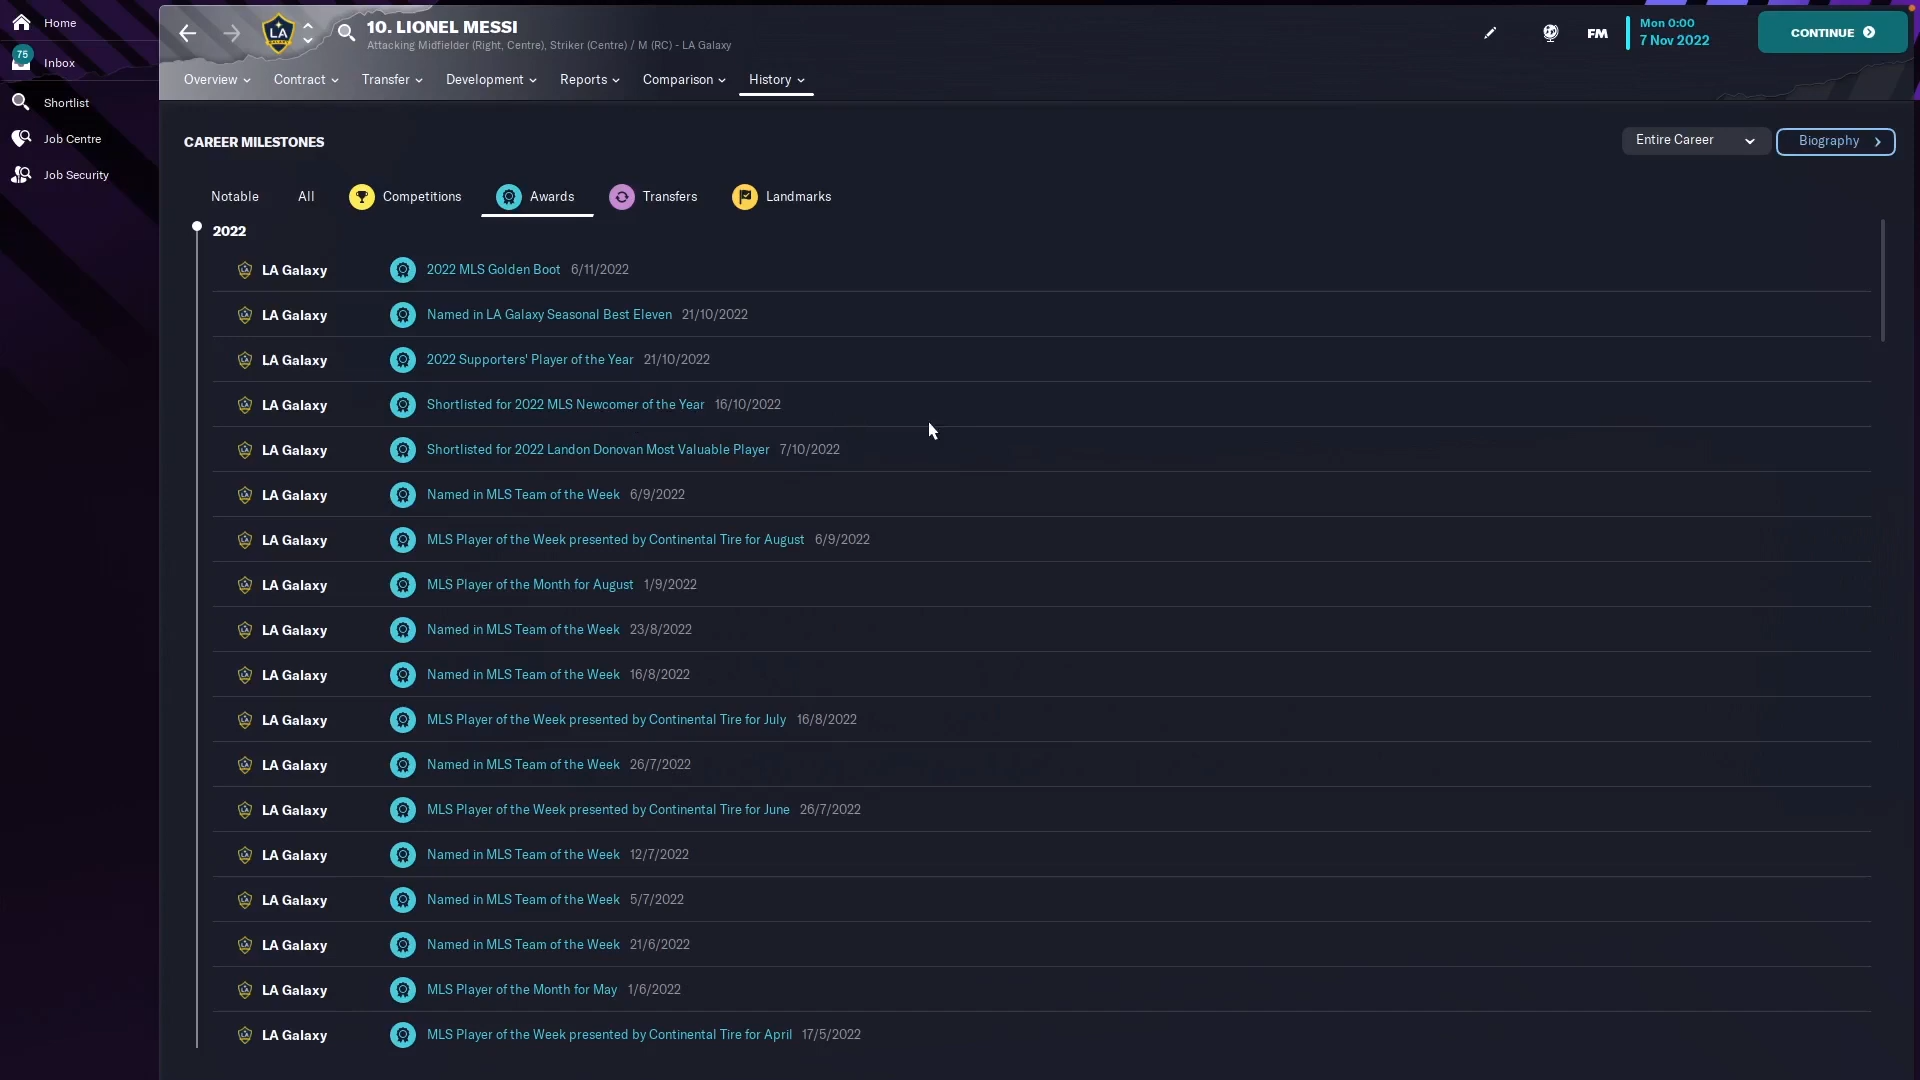 Home
75
Inbox
Shortlist
Job Centre
Job Security
LA
10. LIONEL MESSI
Attacking Midfielder (Right, Centre), Striker (Centre) / M (RC) - LA Galaxy
FM
Mon 0:00
7 Nov 2022
CONTINUE
Overview
Contract
Transfer
Development
Reports
Comparison
History
CAREER MILESTONES
Entire Career
Biography
Notable
All
Competitions
Awards
Transfers
Landmarks
2022
LA Galaxy 2022 MLS Golden Boot 6/11/2022
LA Galaxy Named in LA Galaxy Seasonal Best Eleven 21/10/2022
LA Galaxy 2022 Supporters' Player of the Year 21/10/2022
LA Galaxy Shortlisted for 2022 MLS Newcomer of the Year 16/10/2022
LA Galaxy Shortlisted for 2022 Landon Donovan Most Valuable Player 7/10/2022
LA Galaxy Named in MLS Team of the Week 6/9/2022
LA Galaxy MLS Player of the Week presented by Continental Tire for August 6/9/2022
LA Galaxy MLS Player of the Month for August 1/9/2022
LA Galaxy Named in MLS Team of the Week 23/8/2022
LA Galaxy Named in MLS Team of the Week 16/8/2022
LA Galaxy MLS Player of the Week presented by Continental Tire for July 16/8/2022
LA Galaxy Named in MLS Team of the Week 26/7/2022
LA Galaxy MLS Player of the Week presented by Continental Tire for June 26/7/2022
LA Galaxy Named in MLS Team of the Week 12/7/2022
LA Galaxy Named in MLS Team of the Week 5/7/2022
LA Galaxy Named in MLS Team of the Week 21/6/2022
LA Galaxy MLS Player of the Month for May 1/6/2022
LA Galaxy MLS Player of the Week presented by Continental Tire for April 17/5/2022